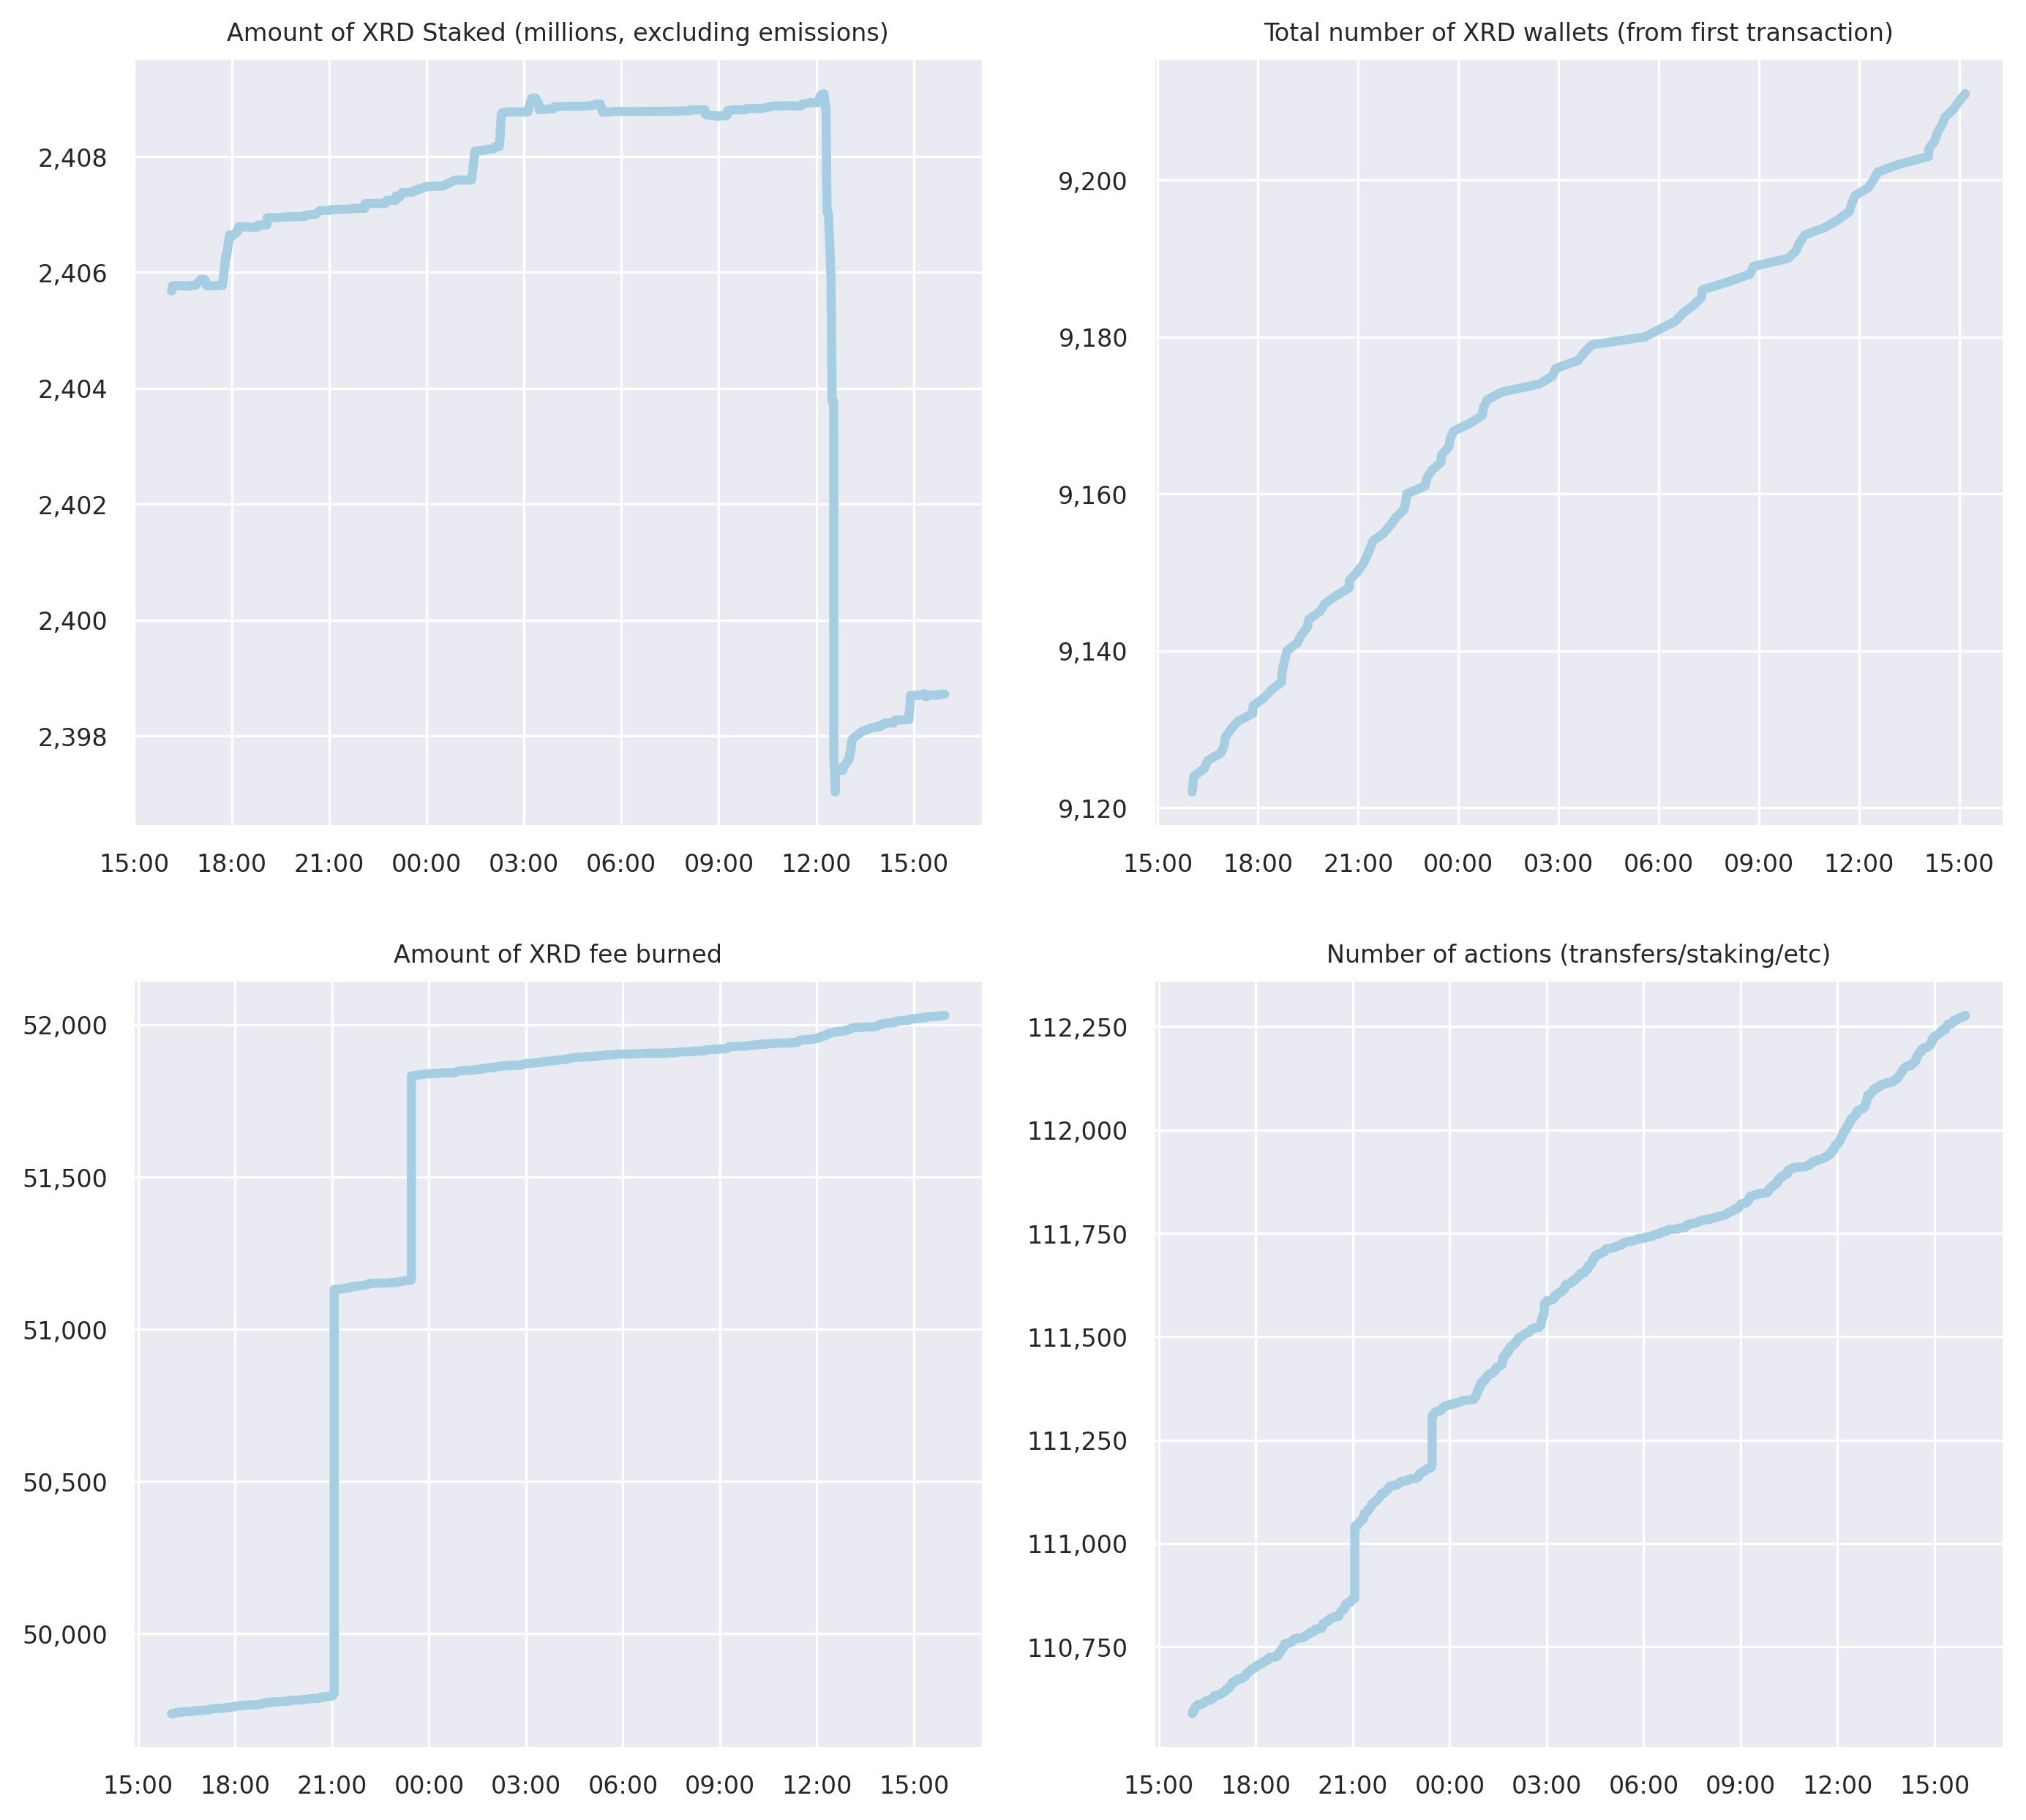 Amount of XRD Staked (millions, excluding emissions)
2,408
2,406
2,404
2,402
2,400
2,398
15:00 18:00 21:00 00:00 03:00 06:00 09:00 12:00 15:00
Total number of XRD wallets (from first transaction)
9,200
9,180
9,160
9,140
9,120
15:00 18:00 21:00 00:00 03:00 06:00 09:00 12:00 15:00
Amount of XRD fee burned
52,000
51,500
51,000
50,500
50,000
15:00 18:00 21:00 00:00 03:00 06:00 09:00 12:00 15:00
Number of actions (transfers/staking/etc)
112,250
112,000
111,750
111,500
111,250
111,000
110,750
15:00 18:00 21:00 00:00 03:00 06:00 09:00 12:00 15:00